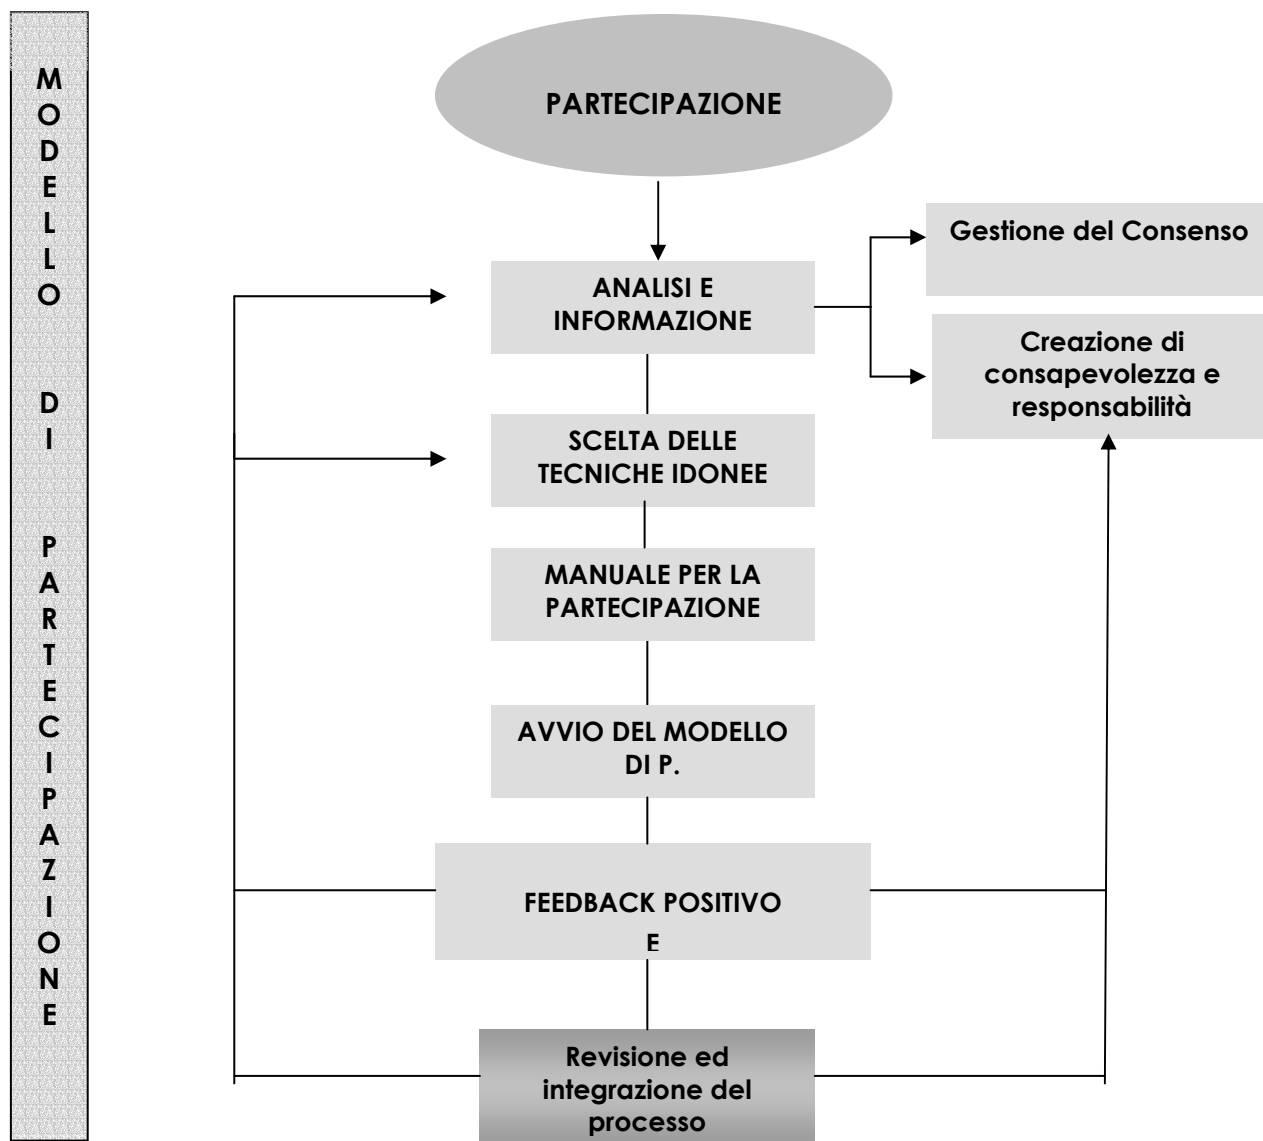 MODELLO DI PARTECIPAZIONE
PARTECIPAZIONE
Gestione del Consenso
ANALISI E
INFORMAZIONE
Creazione di
consapevolezza e
responsabilità
SCELTA DELLE
TECNICHE IDONEE
MANUALE PER LA
PARTECIPAZIONE
AVVIO DEL MODELLO
DI P.
FEEDBACK POSITIVO
E
Revisione ed
integrazione del
processo